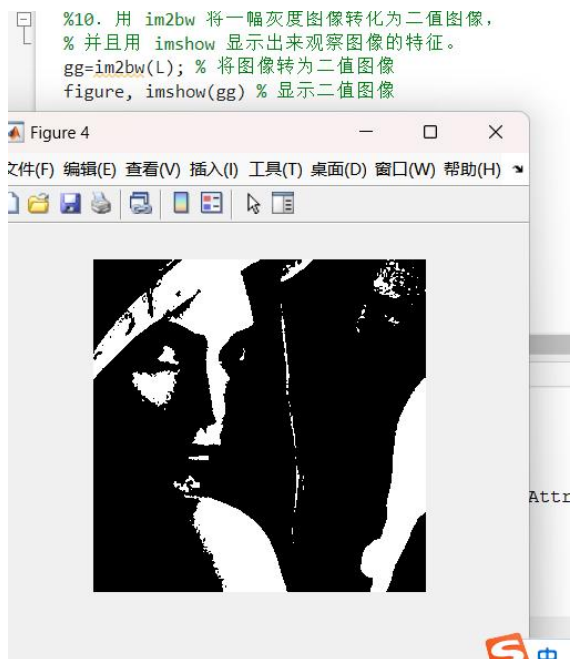 %10. 用 im2bw 将一幅灰度图像转化为二值图像，
% 并且用 imshow 显示出来观察图像的特征。
gg=im2bw(L); % 将图像转为二值图像
figure, imshow(gg) % 显示二值图像
Figure 4
文件(F) 编辑(E) 查看(V) 插入(I) 工具(T) 桌面(D) 窗口(W) 帮助(H)
Attr
中